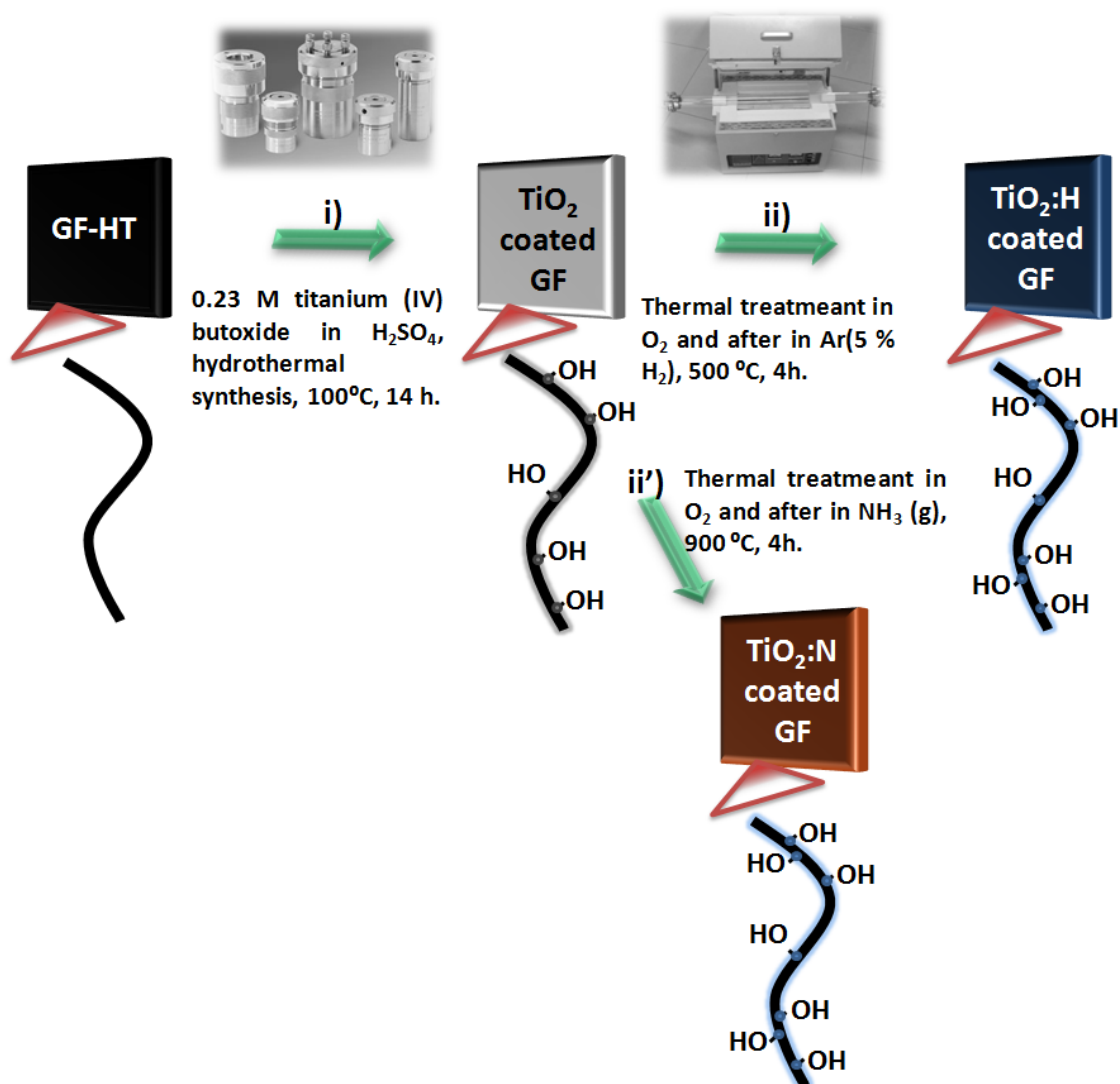 GF-HT
i)
0.23 M titanium (IV)
butoxide in H₂SO₄,
hydrothermal
synthesis, 100⁰C, 14 h.
TiO₂
coated
GF
OH
OH
HO
OH
OH
ii)
Thermal treatmeant in
O₂ and after in Ar(5 %
H₂), 500 ⁰C, 4h.
TiO₂:H
coated
GF
OH
HO
OH
HO
OH
HO
OH
ii’)
Thermal treatmeant in
O₂ and after in NH₃ (g),
900 ⁰C, 4h.
TiO₂:N
coated
GF
OH
HO
OH
HO
OH
HO
OH